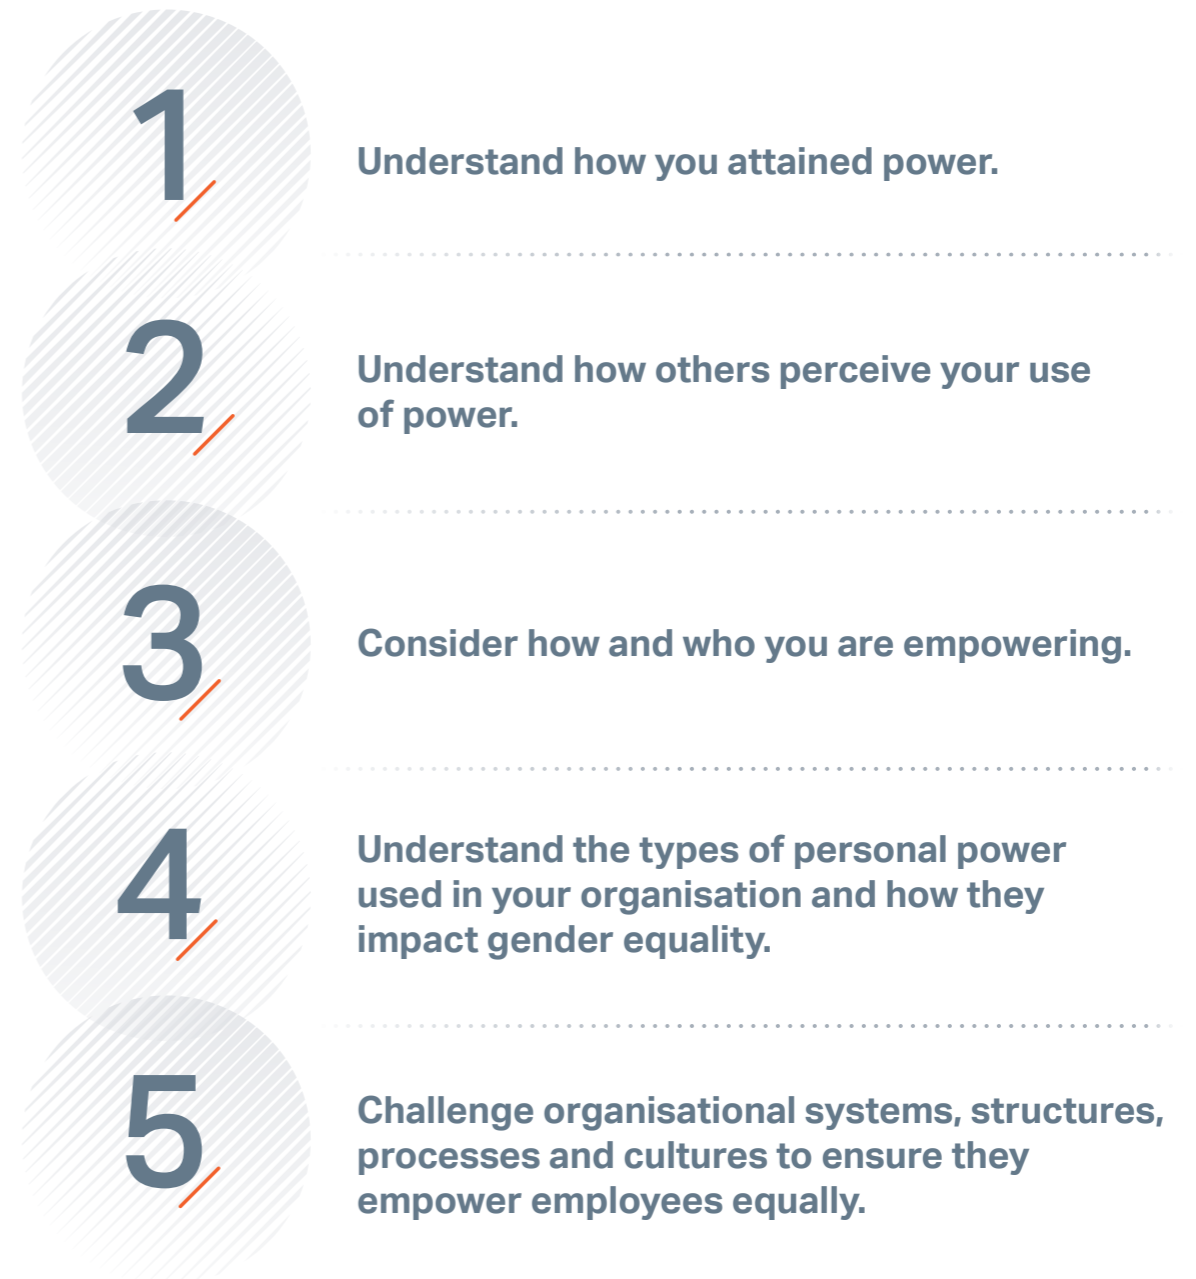 1
Understand how you attained power.
2
Understand how others perceive your use
of power.
3
Consider how and who you are empowering.
4
Understand the types of personal power
used in your organisation and how they
impact gender equality.
5
Challenge organisational systems, structures,
processes and cultures to ensure they
empower employees equally.